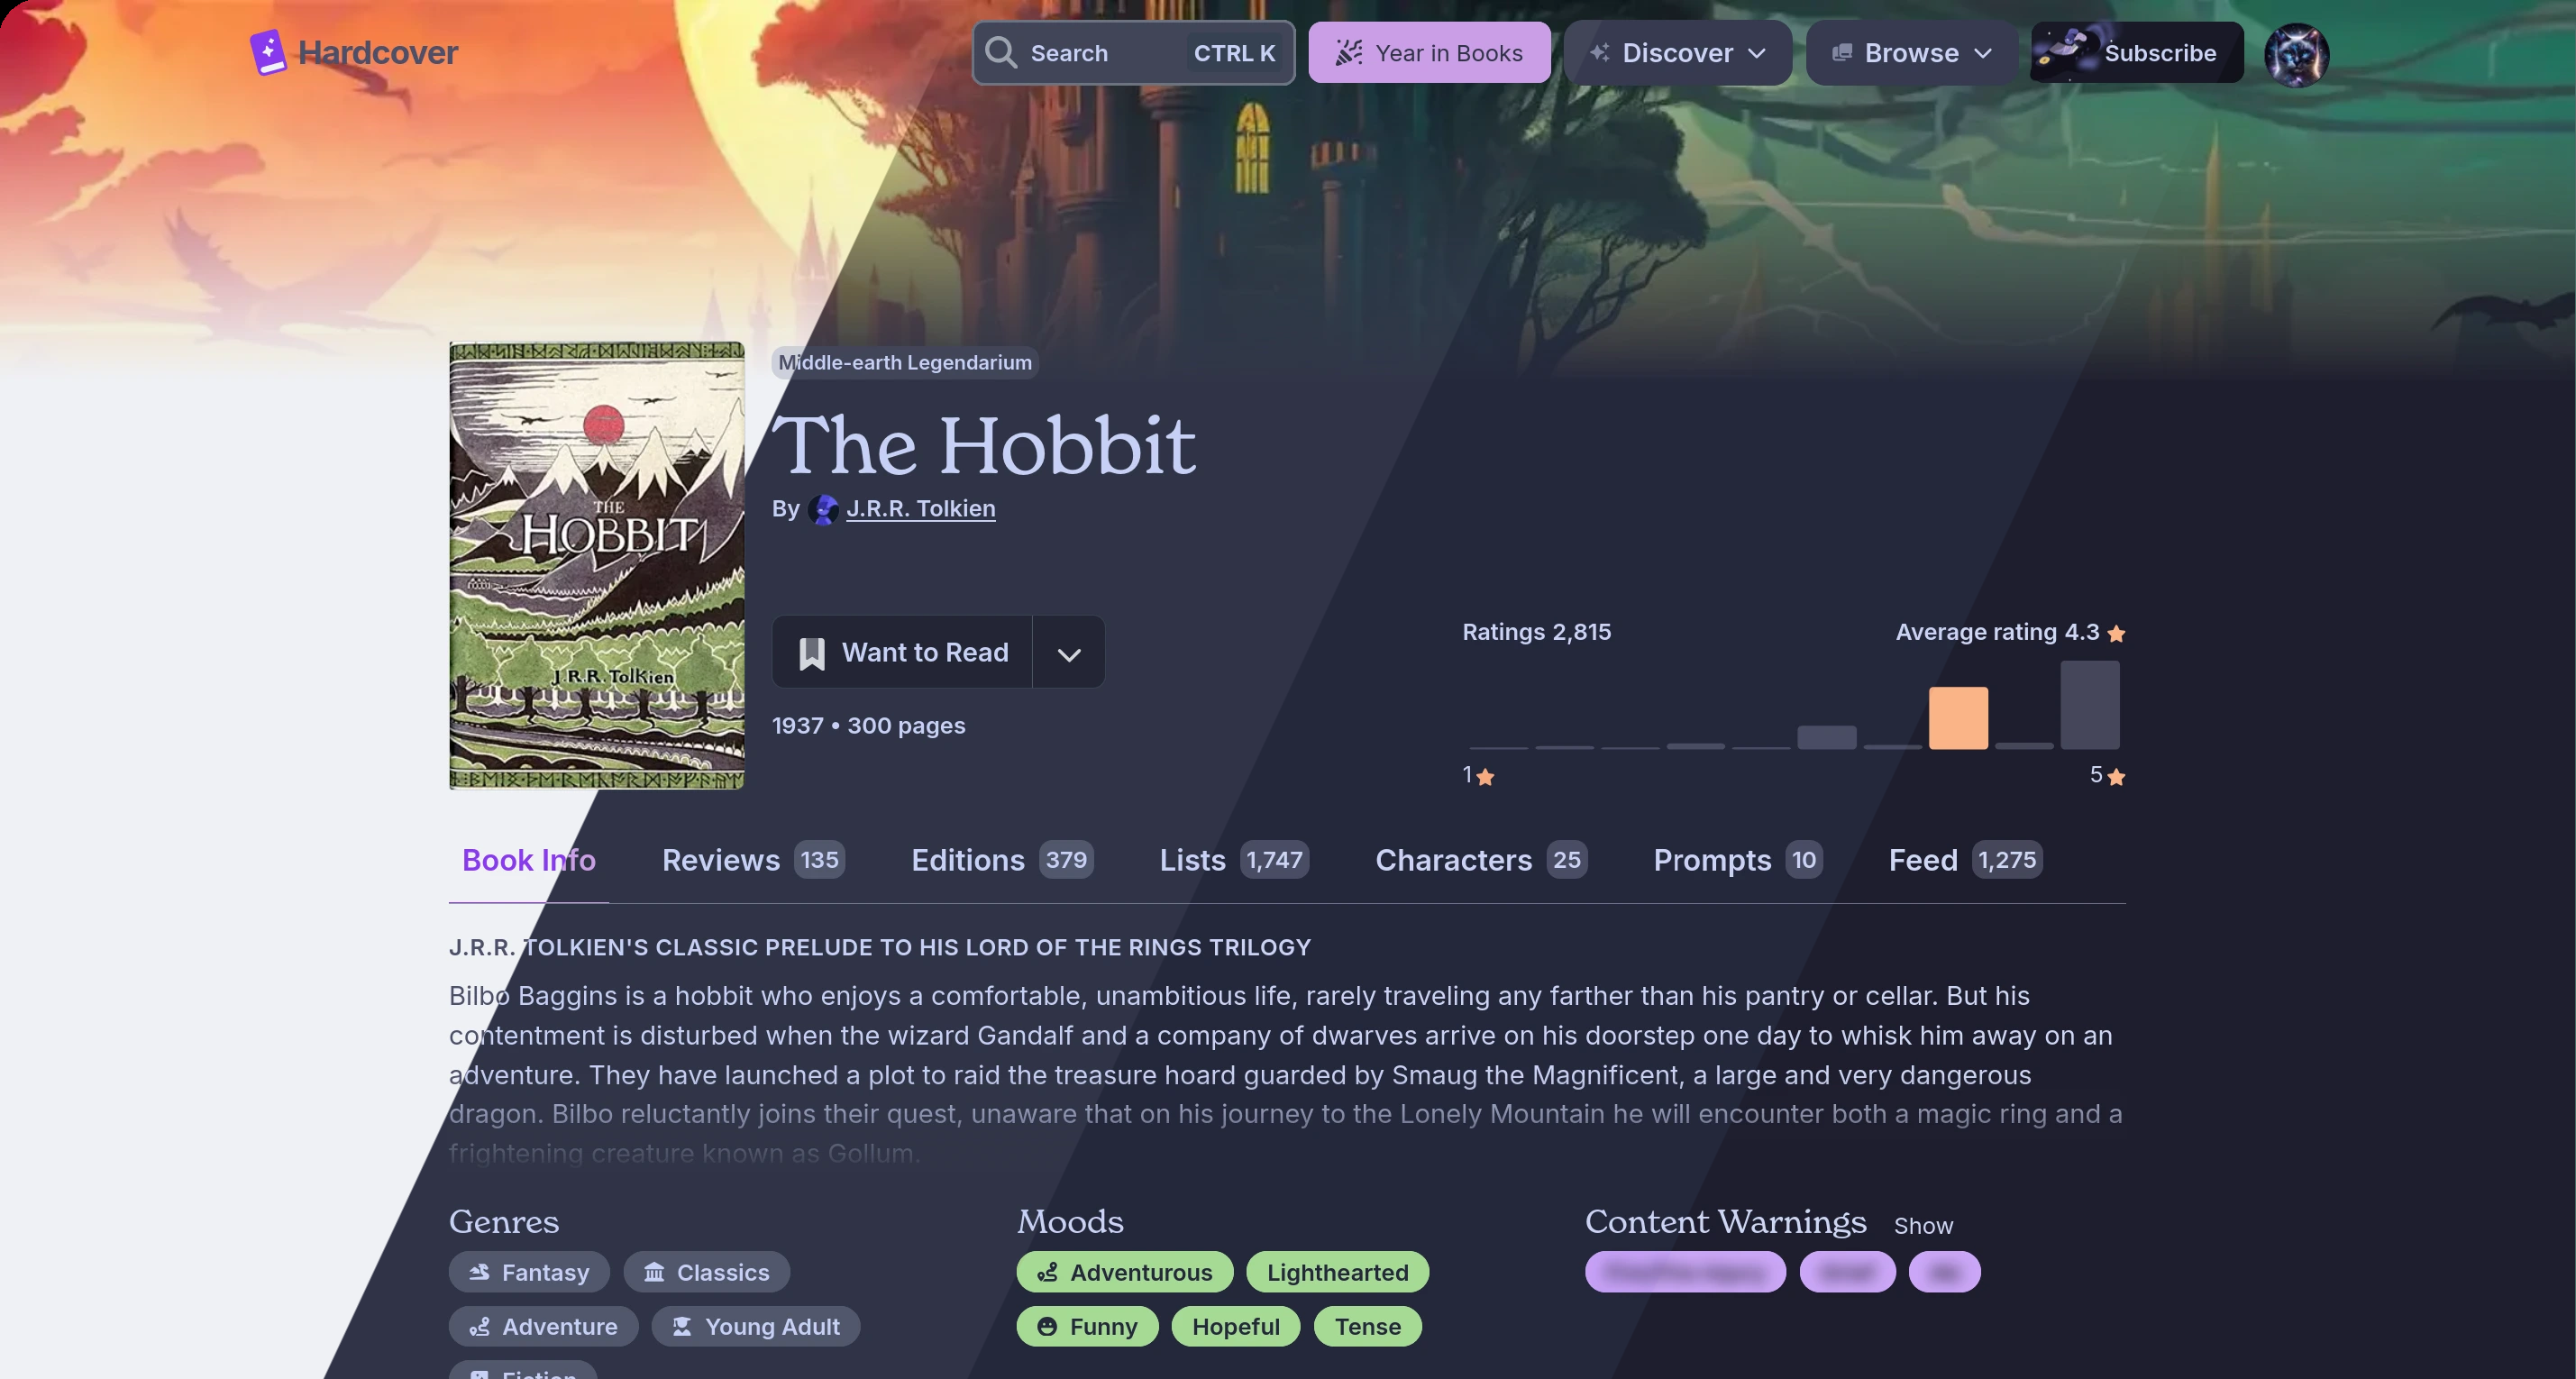 Hardcover
Search CTRL K
Year in Books
Discover
Browse
Subscribe
Middle-earth Legendarium
The Hobbit
By J.R.R. Tolkien
THE
HOBBIT
J.R.R. Tolkien
Want to Read
1937 • 300 pages
Ratings 2,815
Average rating 4.3
1
5
Book Info
Reviews 135
Editions 379
Lists 1,747
Characters 25
Prompts 10
Feed 1,275
J.R.R. TOLKIEN'S CLASSIC PRELUDE TO HIS LORD OF THE RINGS TRILOGY
Bilbo Baggins is a hobbit who enjoys a comfortable, unambitious life, rarely traveling any farther than his pantry or cellar. But his
contentment is disturbed when the wizard Gandalf and a company of dwarves arrive on his doorstep one day to whisk him away on an
adventure. They have launched a plot to raid the treasure hoard guarded by Smaug the Magnificent, a large and very dangerous
dragon. Bilbo reluctantly joins their quest, unaware that on his journey to the Lonely Mountain he will encounter both a magic ring and a
frightening creature known as Gollum.
Genres
Fantasy
Classics
Adventure
Young Adult
Fiction
Moods
Adventurous
Lighthearted
Funny
Hopeful
Tense
Content Warnings Show